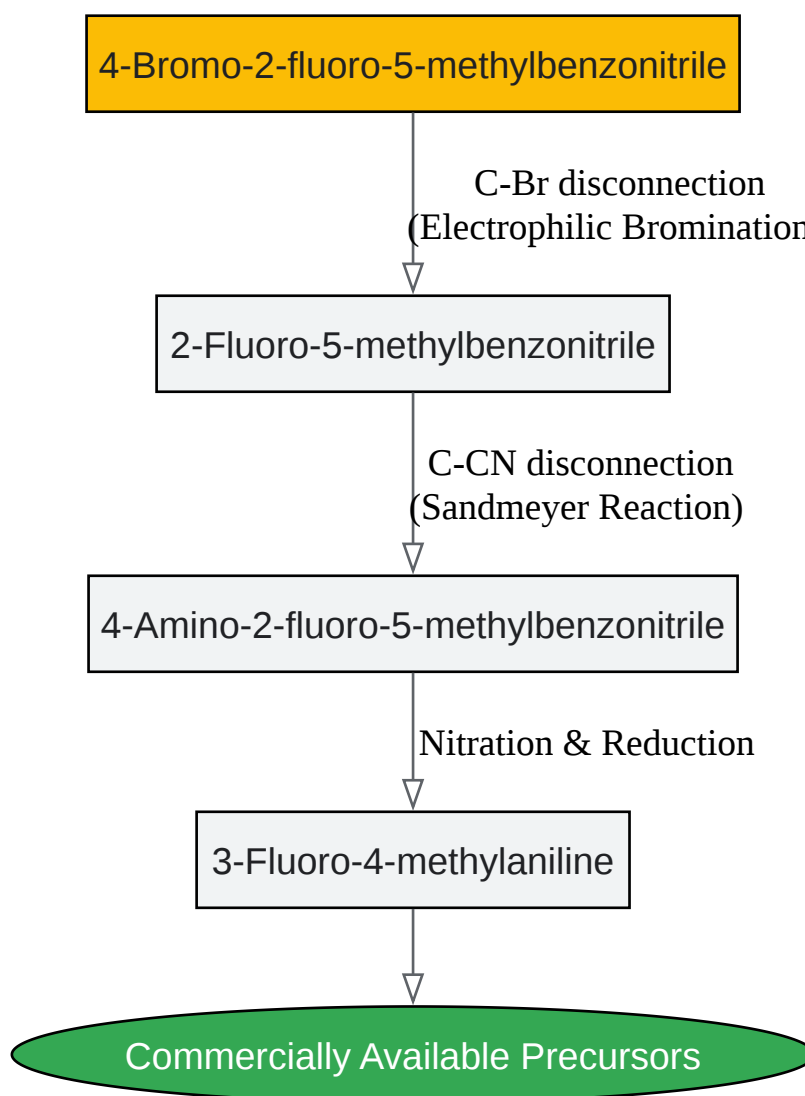 4-Bromo-2-fluoro-5-methylbenzonitrile
C-Br disconnection
(Electrophilic Bromination
2-Fluoro-5-methylbenzonitrile
C-CN disconnection
(Sandmeyer Reaction)
4-Amino-2-fluoro-5-methylbenzonitrile
Nitration & Reduction
3-Fluoro-4-methylaniline
Commercially Available Precursors